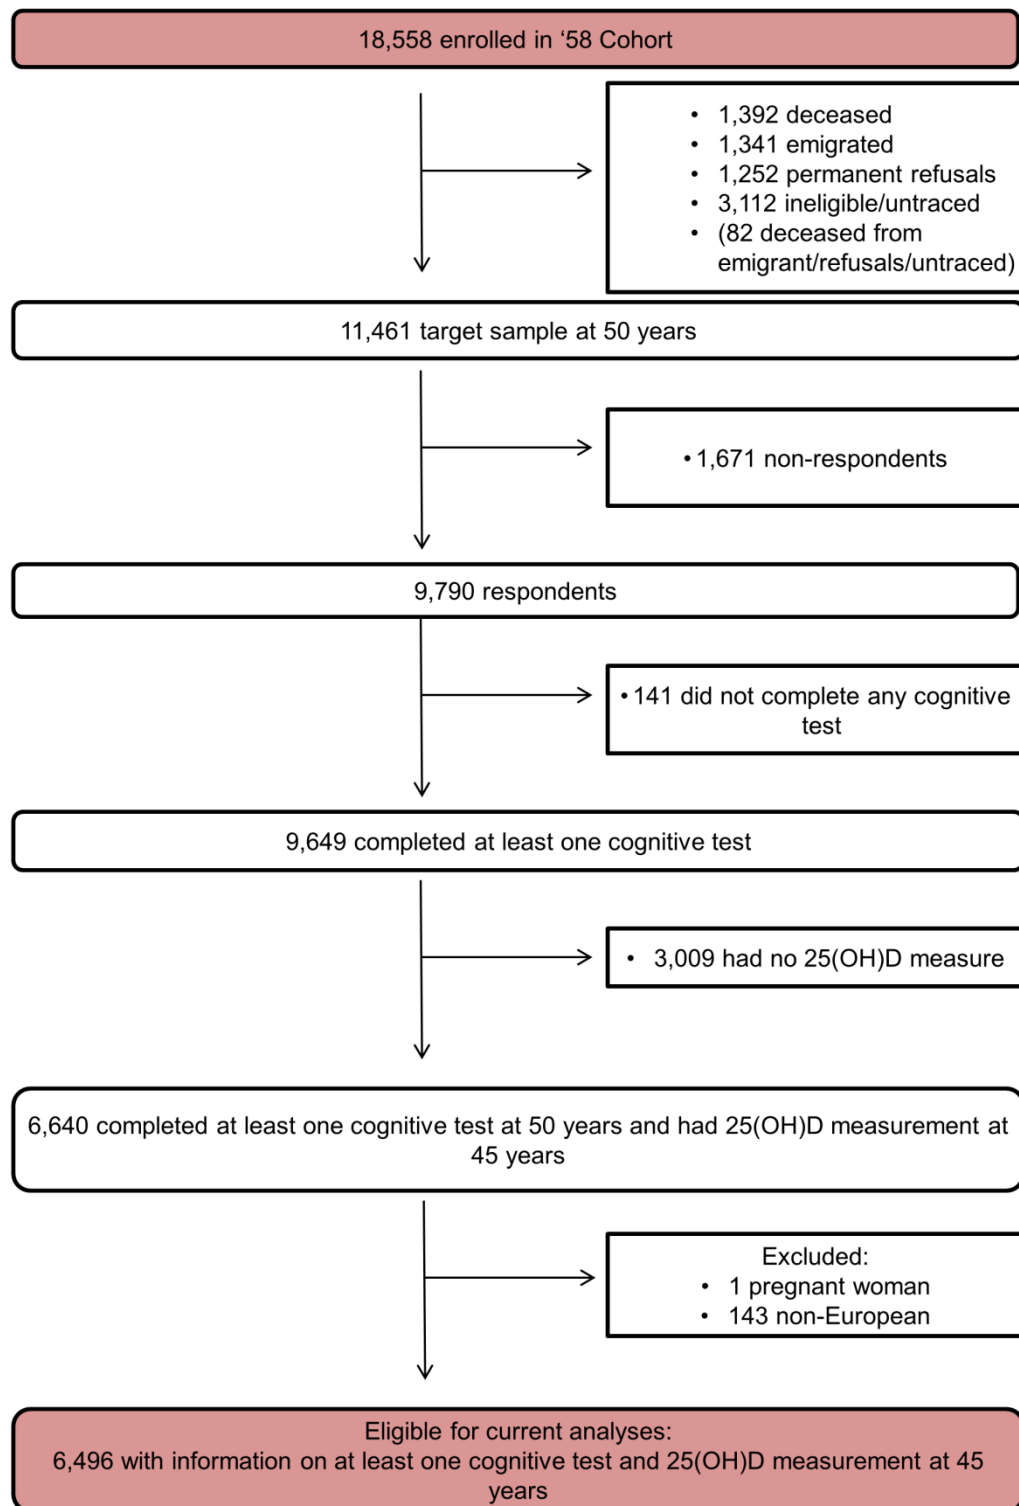 18,558 enrolled in ‘58 Cohort
• 1,392 deceased
• 1,341 emigrated
• 1,252 permanent refusals
• 3,112 ineligible/untraced
• (82 deceased from
emigrant/refusals/untraced)
11,461 target sample at 50 years
• 1,671 non-respondents
9,790 respondents
• 141 did not complete any cognitive
test
9,649 completed at least one cognitive test
• 3,009 had no 25(OH)D measure
6,640 completed at least one cognitive test at 50 years and had 25(OH)D measurement at
45 years
Excluded:
• 1 pregnant woman
• 143 non-European
Eligible for current analyses:
6,496 with information on at least one cognitive test and 25(OH)D measurement at 45
years